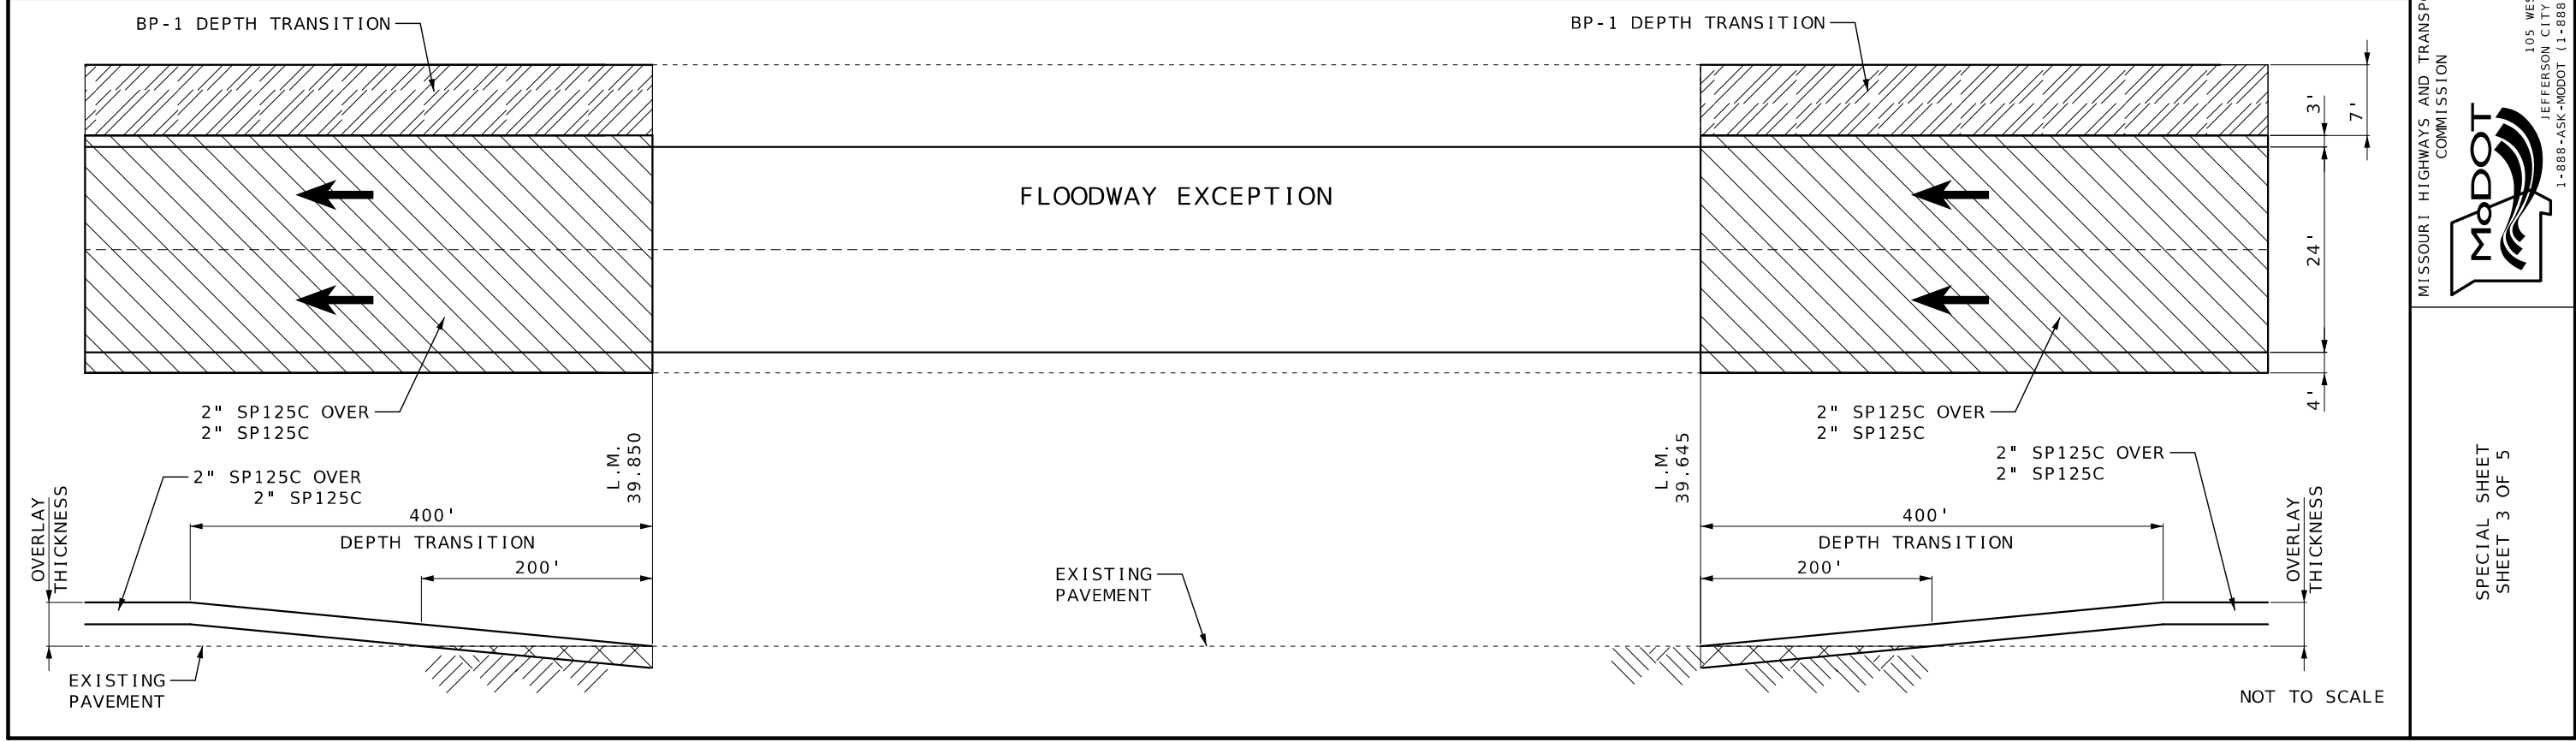 BP-1 DEPTH TRANSITION
BP-1 DEPTH TRANSITION
FLOODWAY EXCEPTION
3'
7'
24'
4'
2" SP125C OVER
2" SP125C
2" SP125C OVER
2" SP125C
L.M.
39.850
L.M.
39.645
2" SP125C OVER
2" SP125C
2" SP125C OVER
2" SP125C
OVERLAY
THICKNESS
400'
DEPTH TRANSITION
200'
EXISTING
PAVEMENT
EXISTING
PAVEMENT
400'
DEPTH TRANSITION
200'
OVERLAY
THICKNESS
NOT TO SCALE
MISSOURI HIGHWAYS AND
COMMISSION
MoDOT
105
JEFFERSON CITY
1-888-ASK-MODOT (1-888
SPECIAL SHEET
SHEET 3 OF 5